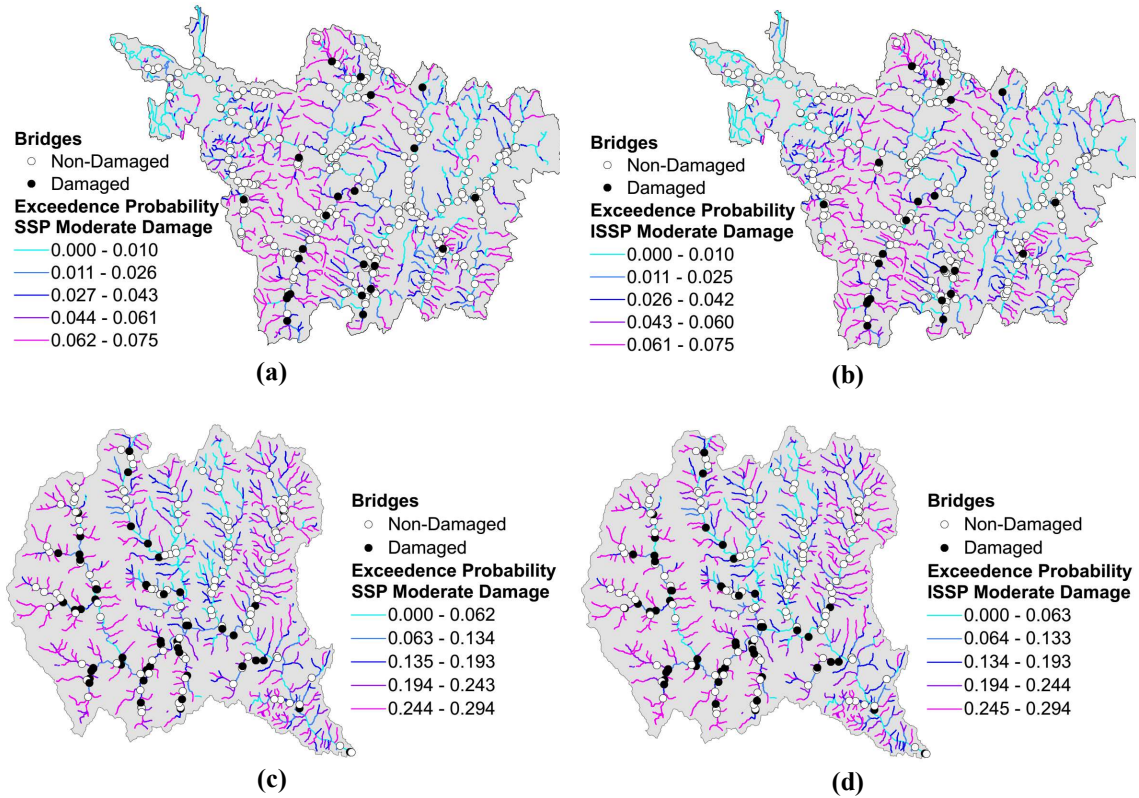 Bridges
Non-Damaged
Damaged
Exceedence Probability
SSP Moderate Damage
0.000 - 0.010
0.011 - 0.026
0.027 - 0.043
0.044 - 0.061
0.062 - 0.075
(a)
Bridges
Non-Damaged
Damaged
Exceedence Probability
ISSP Moderate Damage
0.000 - 0.010
0.011 - 0.025
0.026 - 0.042
0.043 - 0.060
0.061 - 0.075
(b)
Bridges
Non-Damaged
Damaged
Exceedence Probability
SSP Moderate Damage
0.000 - 0.062
0.063 - 0.134
0.135 - 0.193
0.194 - 0.243
0.244 - 0.294
(c)
Bridges
Non-Damaged
Damaged
Exceedence Probability
ISSP Moderate Damage
0.000 - 0.063
0.064 - 0.133
0.134 - 0.193
0.194 - 0.244
0.245 - 0.294
(d)